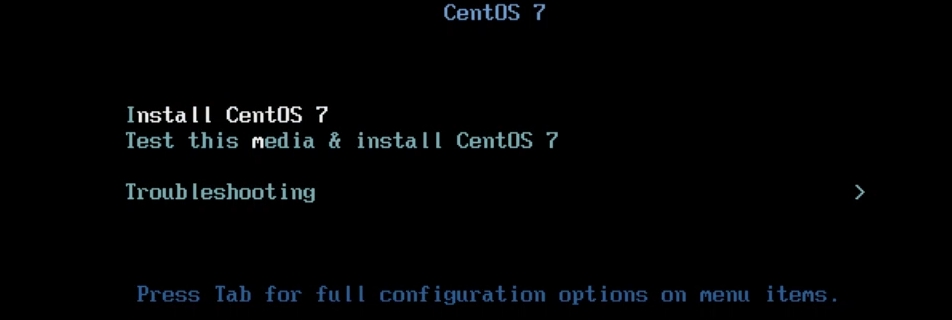 CentOS 7
Install CentOS 7
Test this media & install CentOS 7
Troubleshooting >
Press Tab for full configuration options on menu items.